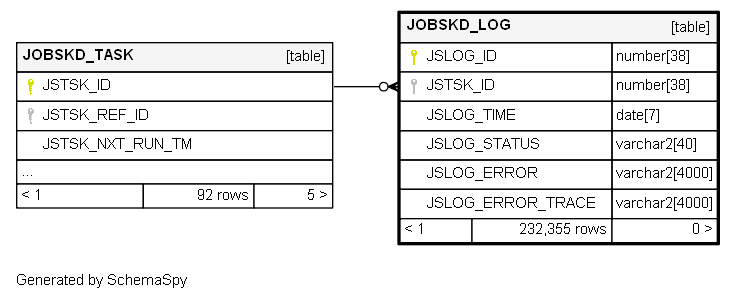 JOBSKD_TASK [table]
JSTSK_ID
JSTSK_REF_ID
JSTSK_NXT_RUN_TM
...
< 1 92 rows 5 >
JOBSKD_LOG [table]
JSLOG_ID number[38]
JSTSK_ID number[38]
JSLOG_TIME date[7]
JSLOG_STATUS varchar2[40]
JSLOG_ERROR varchar2[4000]
JSLOG_ERROR_TRACE varchar2[4000]
< 1 232,355 rows 0 >
Generated by SchemaSpy